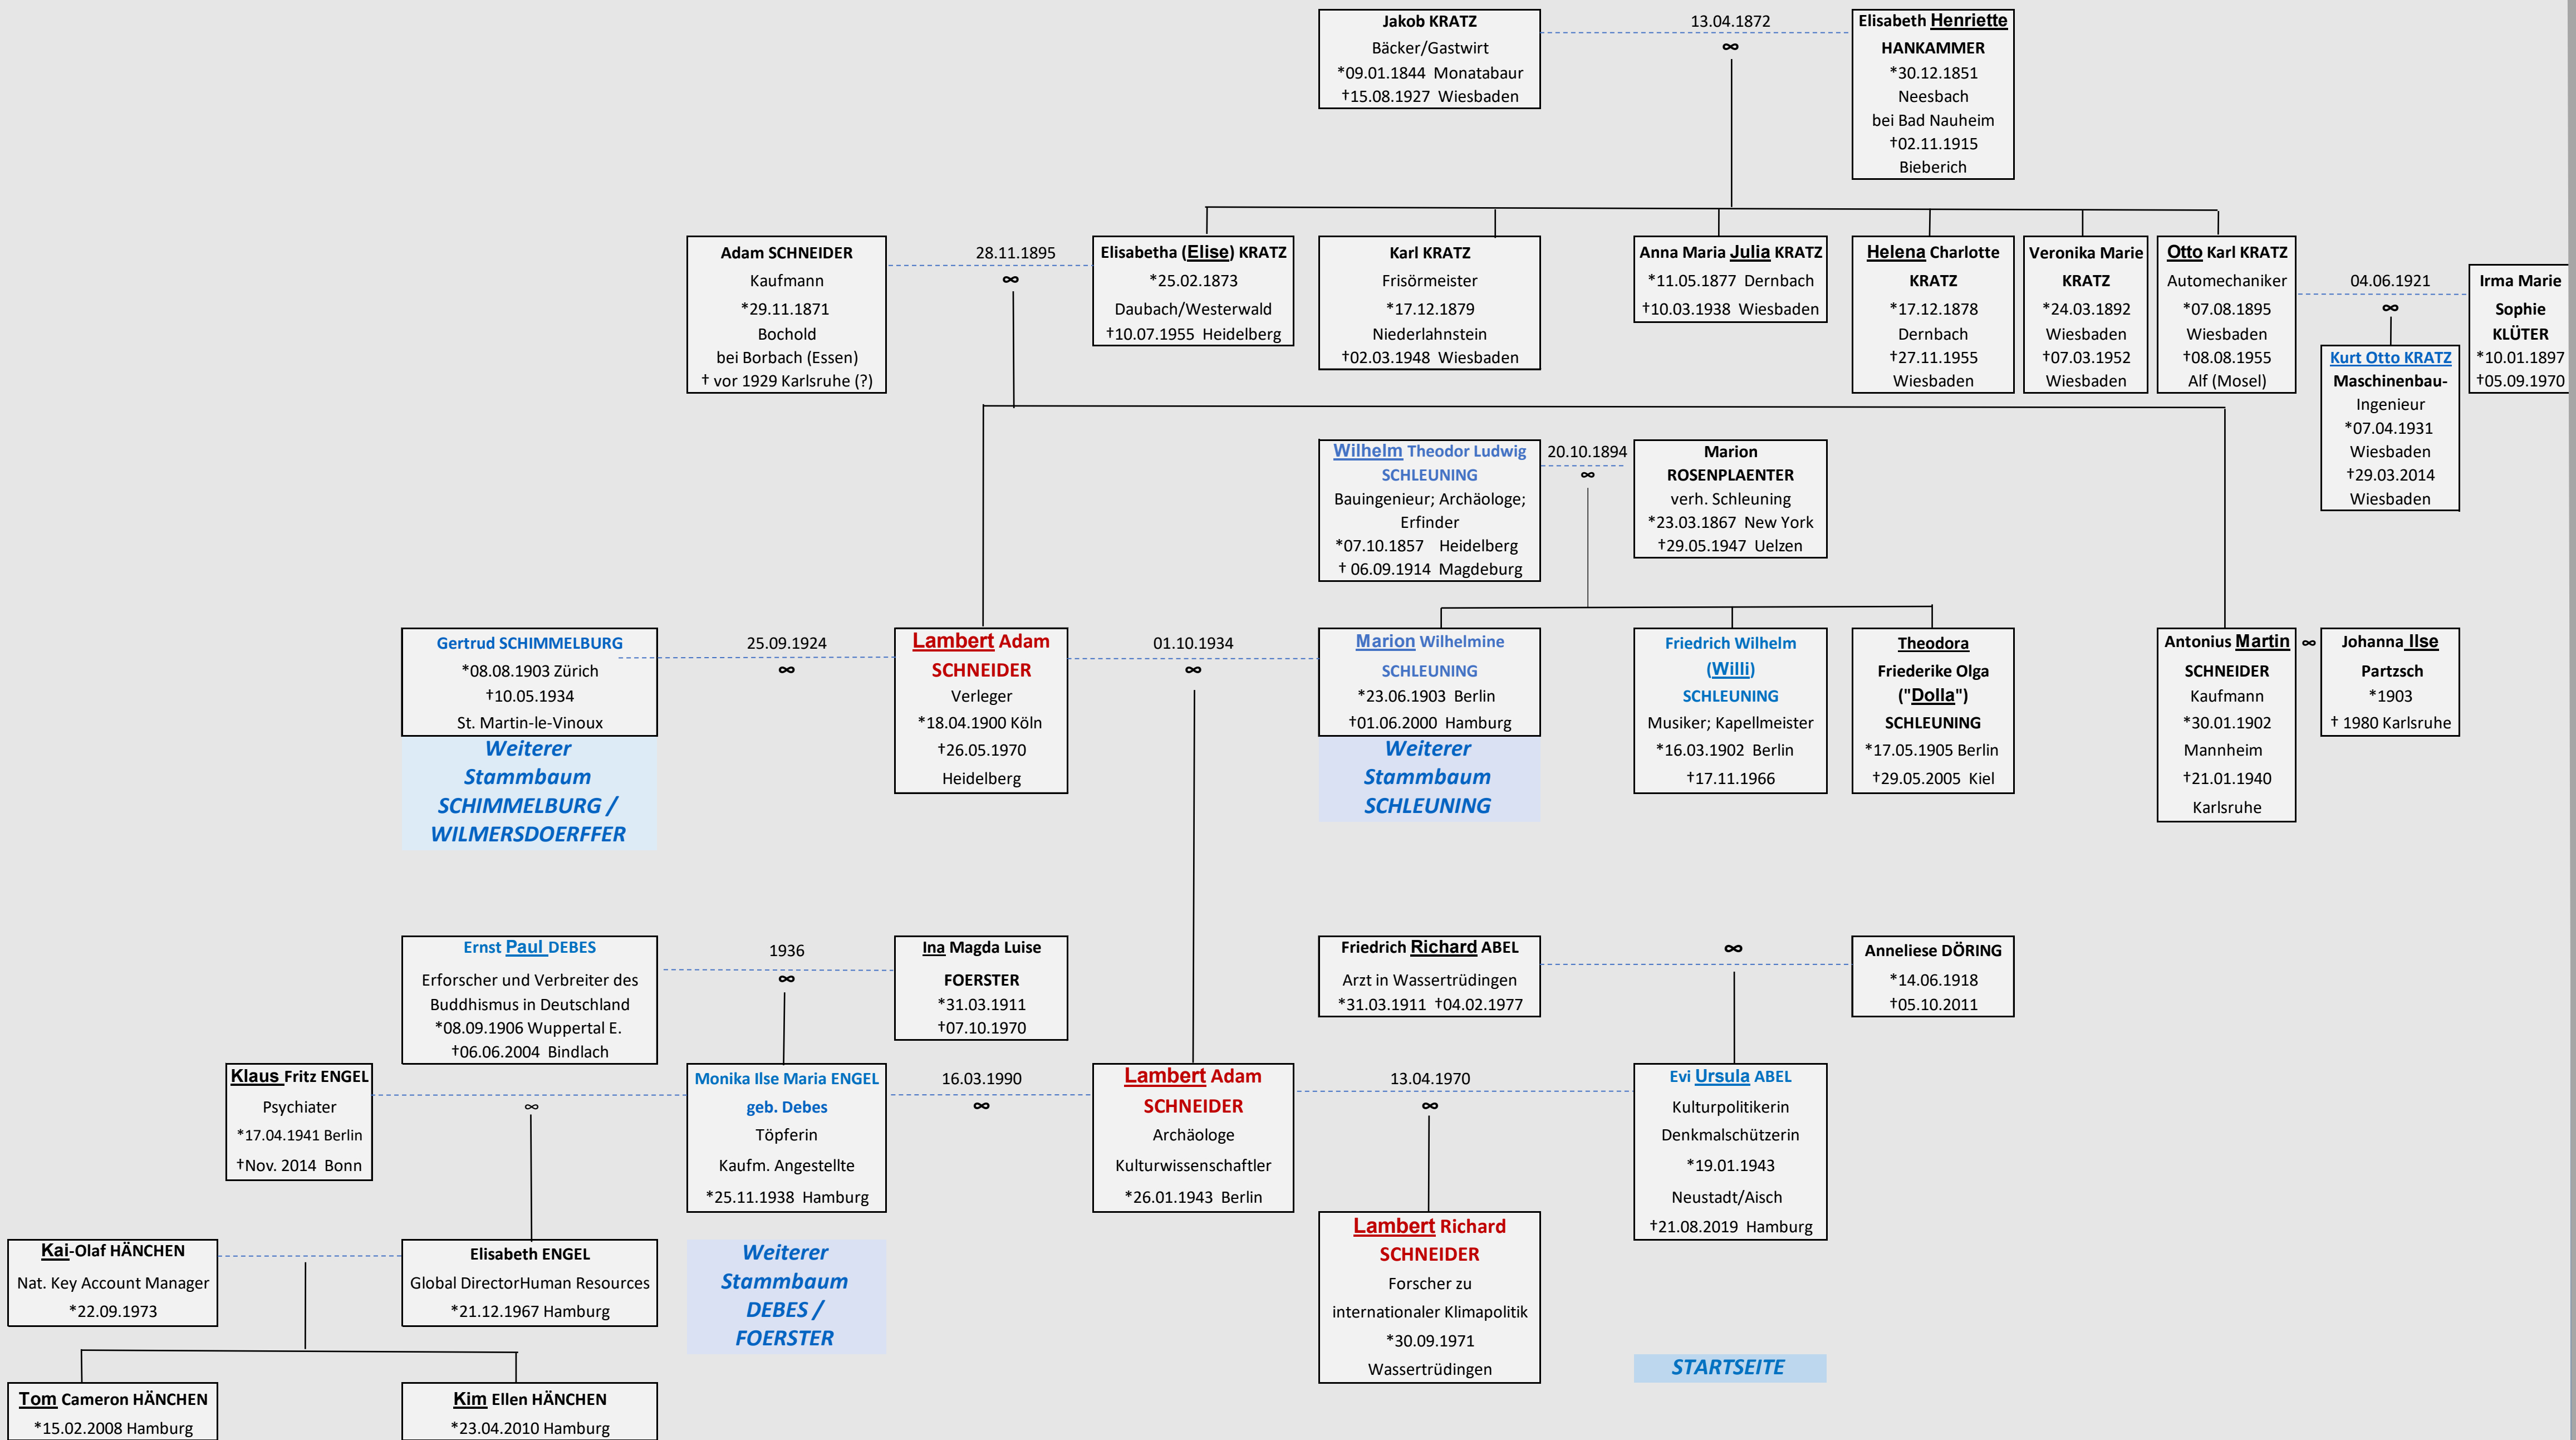 Jakob KRATZ
Bäcker/Gastwirt
*09.01.1844 Monatabaur
†15.08.1927 Wiesbaden
13.04.1872
∞
Elisabeth Henriette
HANKAMMER
*30.12.1851
Neesbach
bei Bad Nauheim
†02.11.1915
Bieberich
Adam SCHNEIDER
Kaufmann
*29.11.1871
Bochold
bei Borbach (Essen)
† vor 1929 Karlsruhe (?)
28.11.1895
∞
Elisabetha (Elise) KRATZ
*25.02.1873
Daubach/Westerwald
†10.07.1955 Heidelberg
Karl KRATZ
Frisörmeister
*17.12.1879
Niederlahnstein
†02.03.1948 Wiesbaden
Anna Maria Julia KRATZ
*11.05.1877 Dernbach
†10.03.1938 Wiesbaden
Helena Charlotte
KRATZ
*17.12.1878
Dernbach
†27.11.1955
Wiesbaden
Veronika Marie
KRATZ
*24.03.1892
Wiesbaden
†07.03.1952
Wiesbaden
Otto Karl KRATZ
Automechaniker
*07.08.1895
Wiesbaden
†08.08.1955
Alf (Mosel)
04.06.1921
∞
Irma Marie
Sophie
KLÜTER
*10.01.1897
†05.09.1970
Kurt Otto KRATZ
Maschinenbau-
Ingenieur
*07.04.1931
Wiesbaden
†29.03.2014
Wiesbaden
Wilhelm Theodor Ludwig
SCHLEUNING
Bauingenieur; Archäologe;
Erfinder
*07.10.1857 Heidelberg
† 06.09.1914 Magdeburg
20.10.1894
∞
Marion
ROSENPLAENTER
verh. Schleuning
*23.03.1867 New York
†29.05.1947 Uelzen
Gertrud SCHIMMELBURG
*08.08.1903 Zürich
†10.05.1934
St. Martin-le-Vinoux
Weiterer
Stammbaum
SCHIMMELBURG /
WILMERSDOERFFER
25.09.1924
∞
Lambert Adam
SCHNEIDER
Verleger
*18.04.1900 Köln
†26.05.1970
Heidelberg
01.10.1934
∞
Marion Wilhelmine
SCHLEUNING
*23.06.1903 Berlin
†01.06.2000 Hamburg
Weiterer
Stammbaum
SCHLEUNING
Friedrich Wilhelm
(Willi)
SCHLEUNING
Musiker; Kapellmeister
*16.03.1902 Berlin
†17.11.1966
Theodora
Friederike Olga
("Dolla")
SCHLEUNING
*17.05.1905 Berlin
†29.05.2005 Kiel
Antonius Martin
SCHNEIDER
Kaufmann
*30.01.1902
Mannheim
†21.01.1940
Karlsruhe
∞
Johanna Ilse
Partzsch
*1903
† 1980 Karlsruhe
Ernst Paul DEBES
Erforscher und Verbreiter des
Buddhismus in Deutschland
*08.09.1906 Wuppertal E.
†06.06.2004 Bindlach
1936
∞
Ina Magda Luise
FOERSTER
*31.03.1911
†07.10.1970
Friedrich Richard ABEL
Arzt in Wassertrüdingen
*31.03.1911 †04.02.1977
∞
Anneliese DÖRING
*14.06.1918
†05.10.2011
Klaus Fritz ENGEL
Psychiater
*17.04.1941 Berlin
†Nov. 2014 Bonn
∞
Monika Ilse Maria ENGEL
geb. Debes
Töpferin
Kaufm. Angestellte
*25.11.1938 Hamburg
16.03.1990
∞
Lambert Adam
SCHNEIDER
Archäologe
Kulturwissenschaftler
*26.01.1943 Berlin
13.04.1970
∞
Evi Ursula ABEL
Kulturpolitikerin
Denkmalschützerin
*19.01.1943
Neustadt/Aisch
†21.08.2019 Hamburg
Kai-Olaf HÄNCHEN
Nat. Key Account Manager
*22.09.1973
Elisabeth ENGEL
Global DirectorHuman Resources
*21.12.1967 Hamburg
Weiterer
Stammbaum
DEBES /
FOERSTER
Lambert Richard
SCHNEIDER
Forscher zu
internationaler Klimapolitik
*30.09.1971
Wassertrüdingen
STARTSEITE
Tom Cameron HÄNCHEN
*15.02.2008 Hamburg
Kim Ellen HÄNCHEN
*23.04.2010 Hamburg